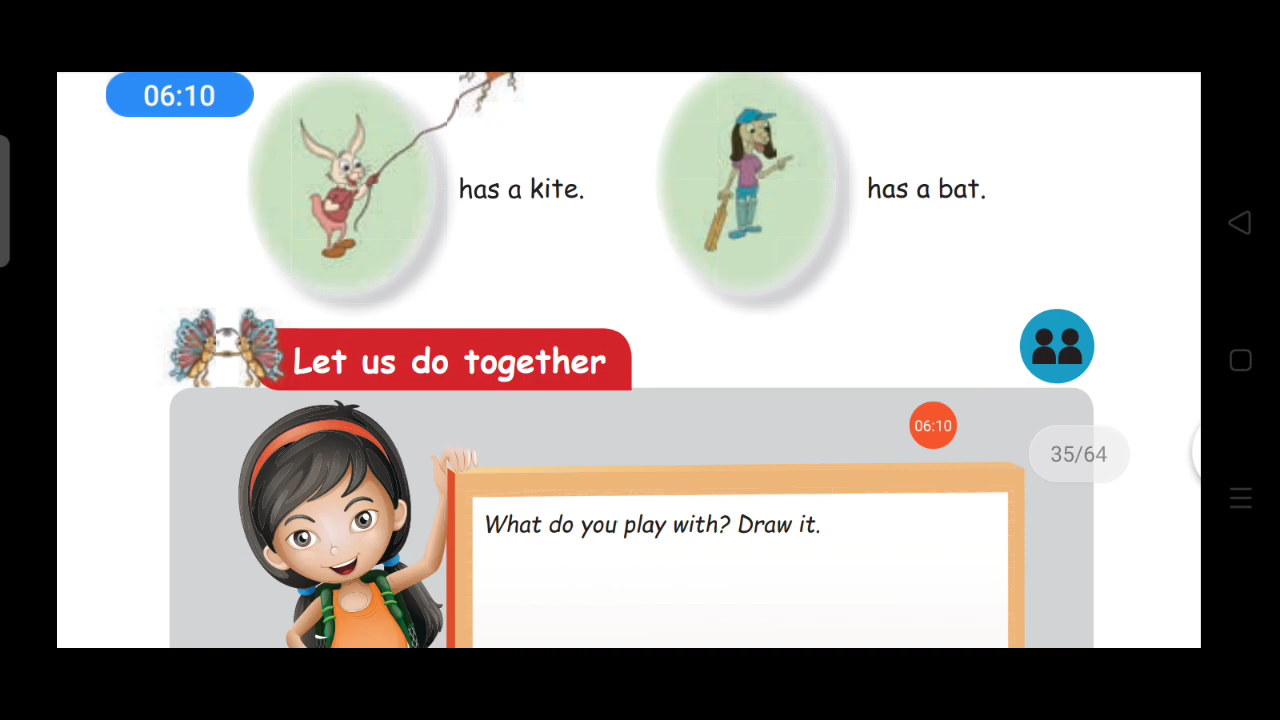 06:10
has a kite.
has a bat.
Let us do together
06:10
35/64
What do you play with? Draw it.